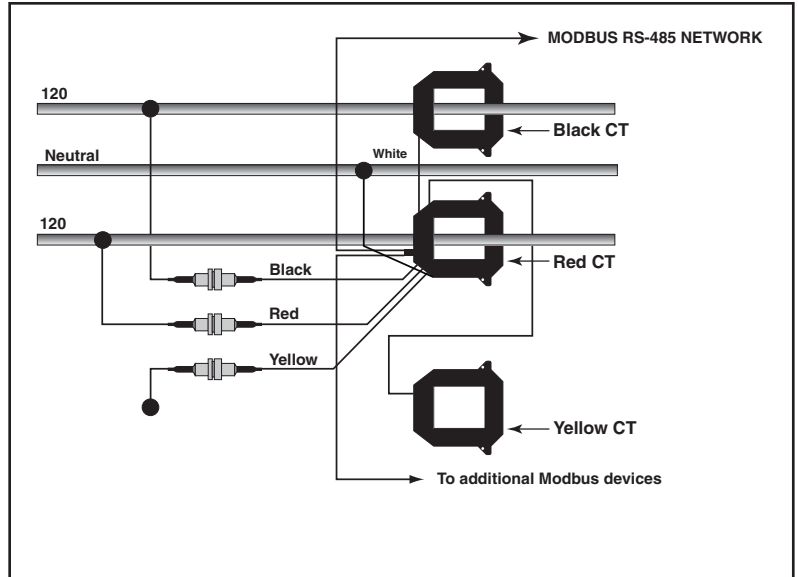 MODBUS RS-485 NETWORK
120
Black CT
Neutral
White
120
Black
Red CT
Red
Yellow
Yellow CT
To additional Modbus devices